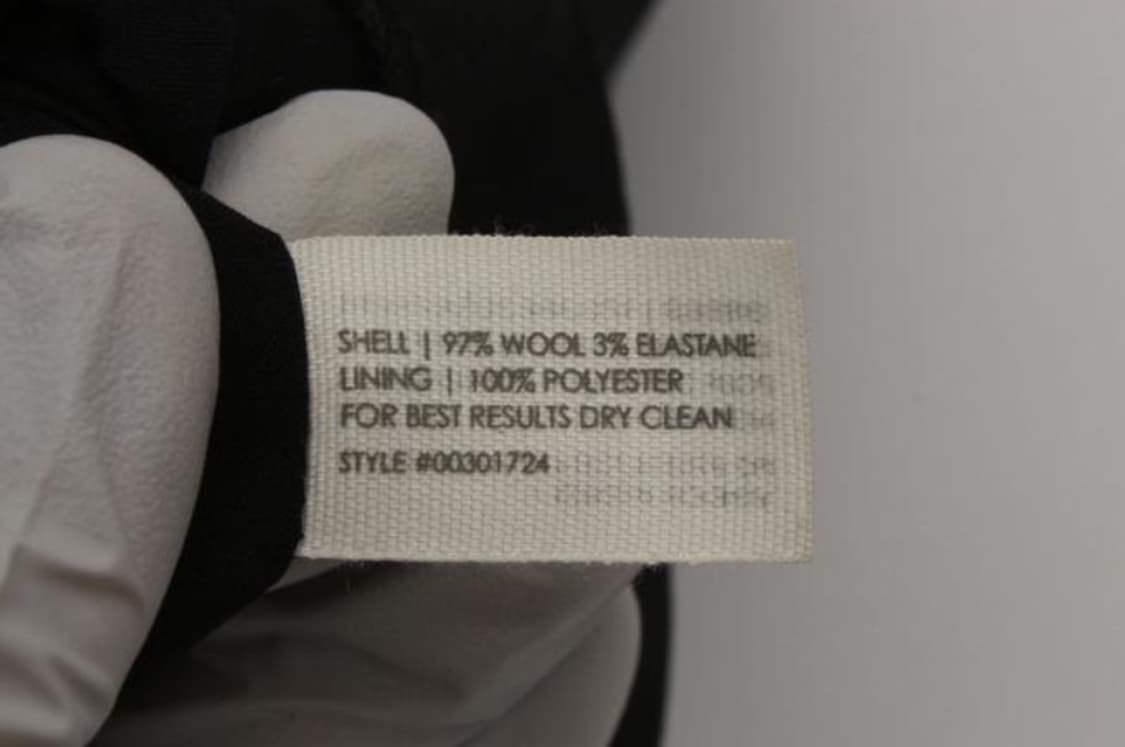 SHELL | 97% WOOL 3% ELASTANE
LINING | 100% POLYESTER
FOR BEST RESULTS DRY CLEAN
STYLE #00301724